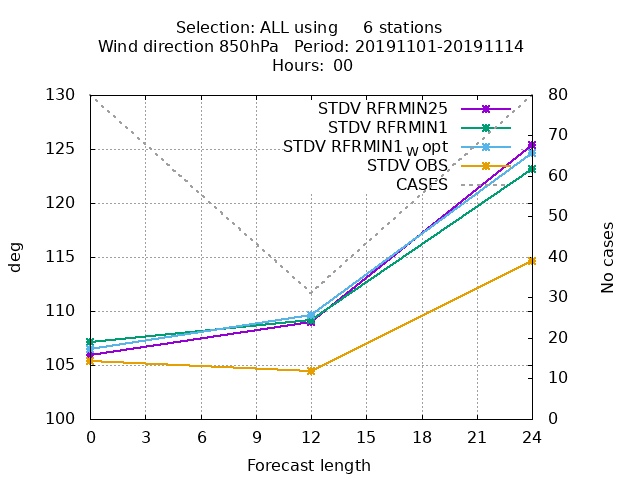 Selection: ALL using 6 stations
Wind direction 850hPa Period: 20191101-20191114
Hours: 00
STDV RFRMIN25
STDV RFRMIN1
STDV RFRMIN1 w opt
STDV OBS
CASES
130
125
120
115
110
105
100
deg
80
70
60
50
40
30
20
10
0
No cases
0 3 6 9 12 15 18 21 24
Forecast length